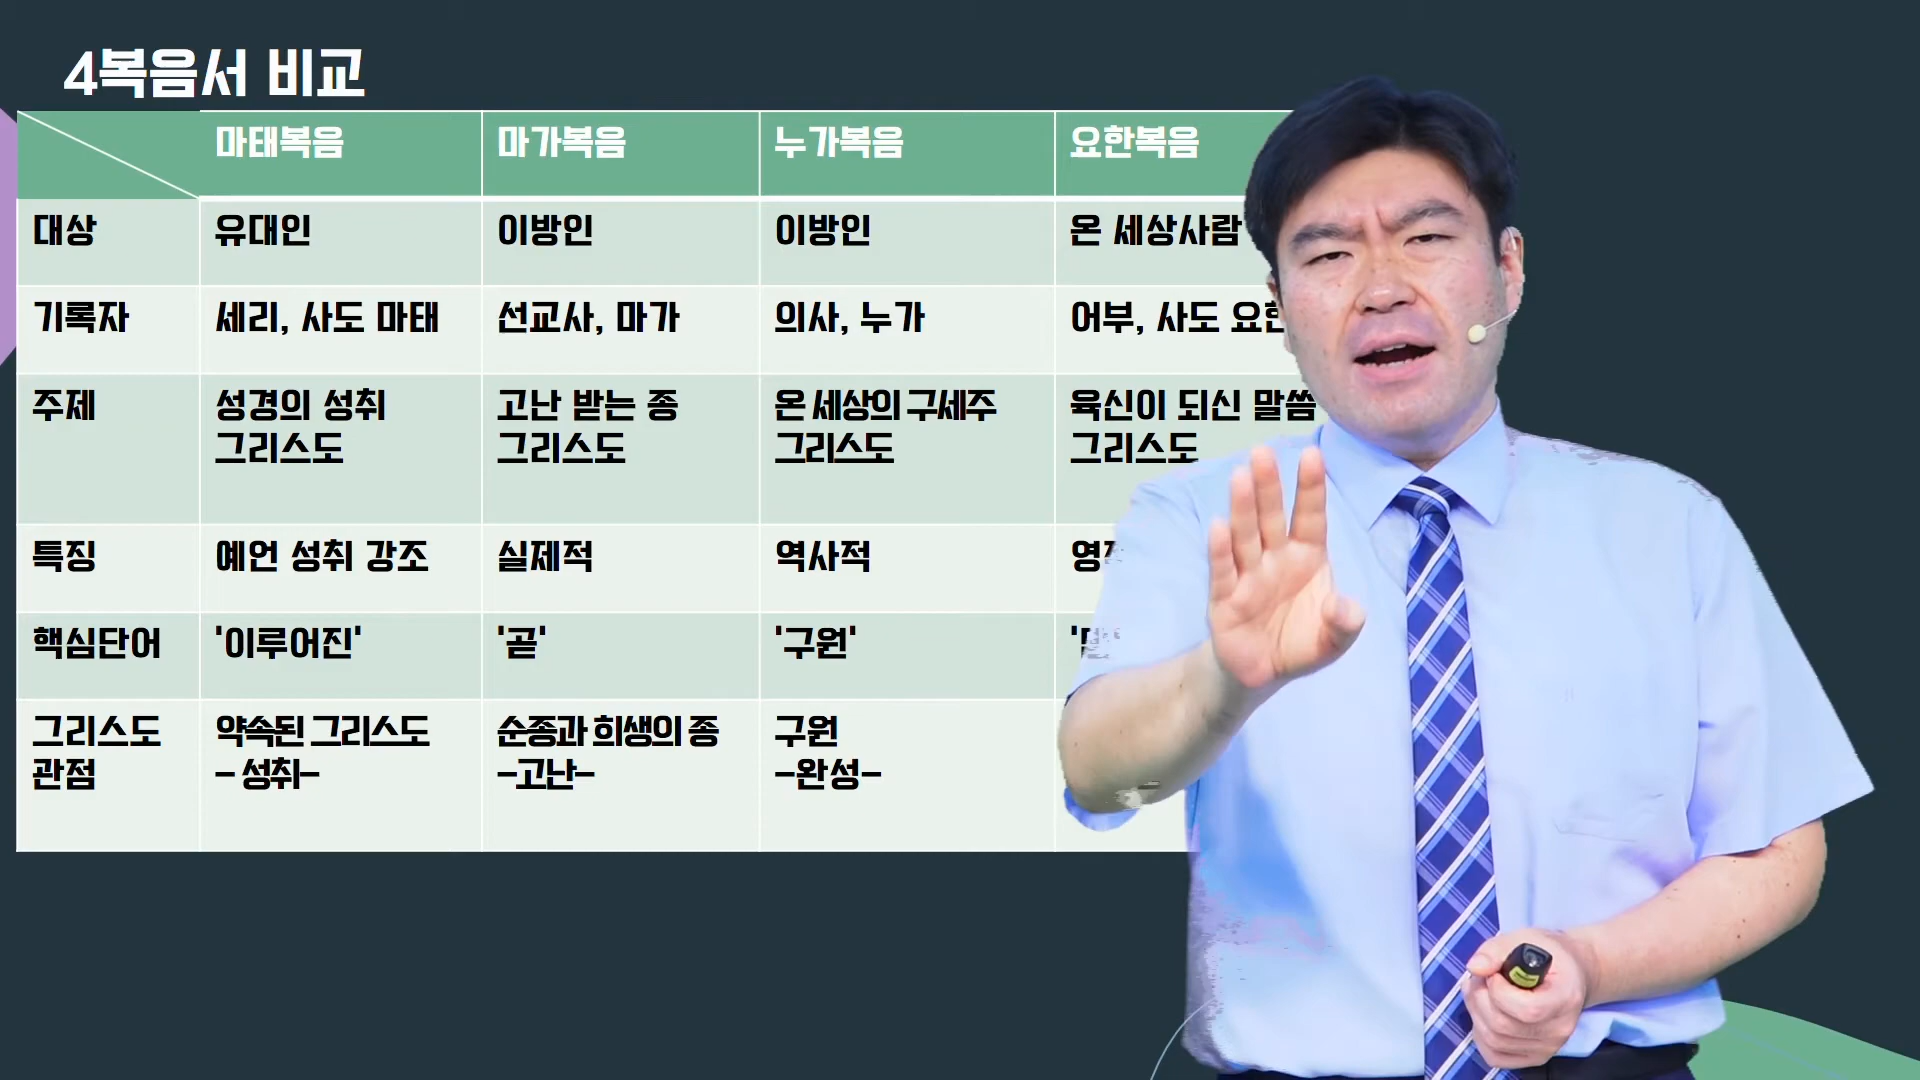 4복음서 비교
마태복음 마가복음 누가복음 요한복음
대상 유대인 이방인 이방인 온 세상사람
기록자 세리, 사도 마태 선교사, 마가 의사, 누가 어부, 사도
주제 성경의 성취 고난 받는 종 온 세상의 구세주 육신이 되신 말씀
그리스도 그리스도 그리스도 그리스도
특징 예언 성취 강조 실제적 역사적
핵심단어 '이루어진' '곧' '구원'
그리스도 약속된 그리스도 순종과 희생의 종 구원
관점 - 성취- -고난- -완성-